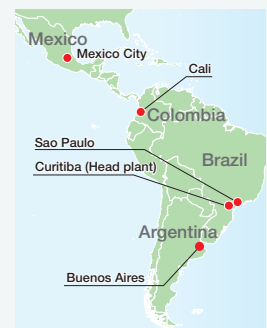 Mexico
Mexico City
Cali
Colombia
Sao Paulo
Brazil
Curitiba (Head plant)
Argentina
Buenos Aires